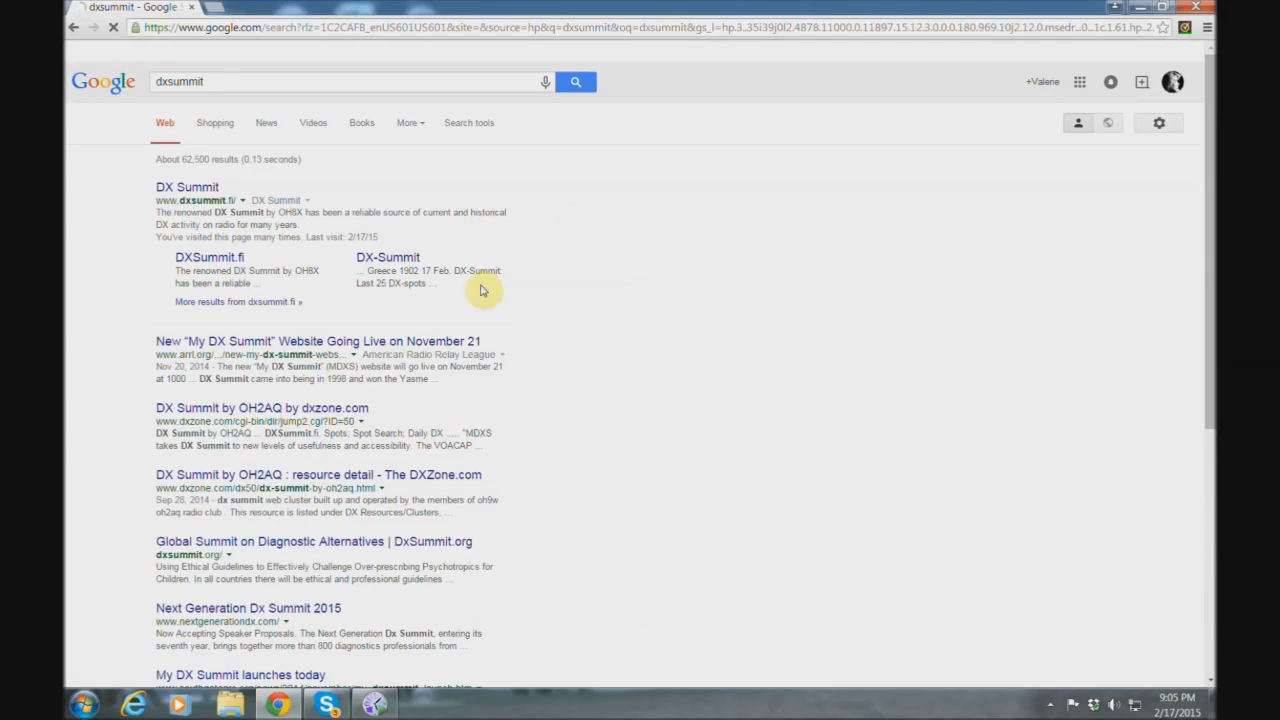 dxsummit - Google
https://www.google.com/search?rlz=1C2CAFB_enUS601US601&site=&source=hp&q=dxsummit&oq=dxsummit&gs_l=hp.3..35i39j0l2.4878.11000.0.11897.15.12.3.0.0.0.180.969.10j2.12.0.msedr...0...1c.1.61.hp..2.
Google dxsummit +Valerie
Web Shopping News Videos Books More Search tools
About 62,500 results (0.13 seconds)
DX Summit
www.dxsummit.fi/ DX Summit
The renowned DX Summit by OH8X has been a reliable source of current and historical
DX activity on radio for many years.
You've visited this page many times. Last visit: 2/17/15
DXSummit.fi
The renowned DX Summit by OH8X
has been a reliable ...
DX-Summit
... Greece 1902 17 Feb. DX-Summit:
Last 25 DX-spots ...
More results from dxsummit.fi »
New “My DX Summit” Website Going Live on November 21
www.arrl.org/.../new-my-dx-summit-webs... American Radio Relay League
Nov 20, 2014 - The new “My DX Summit” (MDXS) website will go live on November 21
at 1000 ... DX Summit came into being in 1998 and won the Yasme ...
DX Summit by OH2AQ by dxzone.com
www.dxzone.com/cgi-bin/dir/jump2.cgi?ID=50
DX Summit by OH2AQ ... DXSummit.fi. Spots; Spot Search; Daily DX ..... "MDXS
takes DX Summit to new levels of usefulness and accessibility. The VOACAP ...
DX Summit by OH2AQ : resource detail - The DXZone.com
www.dxzone.com/dx50/dx-summit-by-oh2aq.html
Sep 28, 2014 - dx summit web cluster built up and operated by the members of oh9w
oh2aq radio club . This resource is listed under DX Resources/Clusters, ...
Global Summit on Diagnostic Alternatives | DxSummit.org
dxsummit.org/
Using Ethical Guidelines to Effectively Challenge Over-prescribing Psychotropics for
Children. In all countries there will be ethical and professional guidelines ...
Next Generation Dx Summit 2015
www.nextgenerationdx.com/
Now Accepting Speaker Proposals. The Next Generation Dx Summit, entering its
seventh year, brings together more than 800 diagnostics professionals from ...
My DX Summit launches today
9:05 PM
2/17/2015